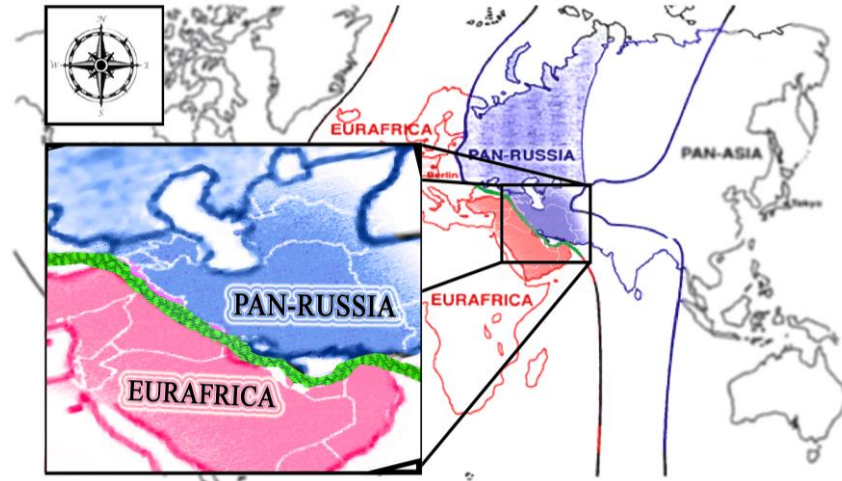 N
W
S
EURAFRICA
PAN-RUSSIA
Berlin
PAN-ASIA
Tokyo
PAN-RUSSIA
EURAFRICA
EURAFRICA